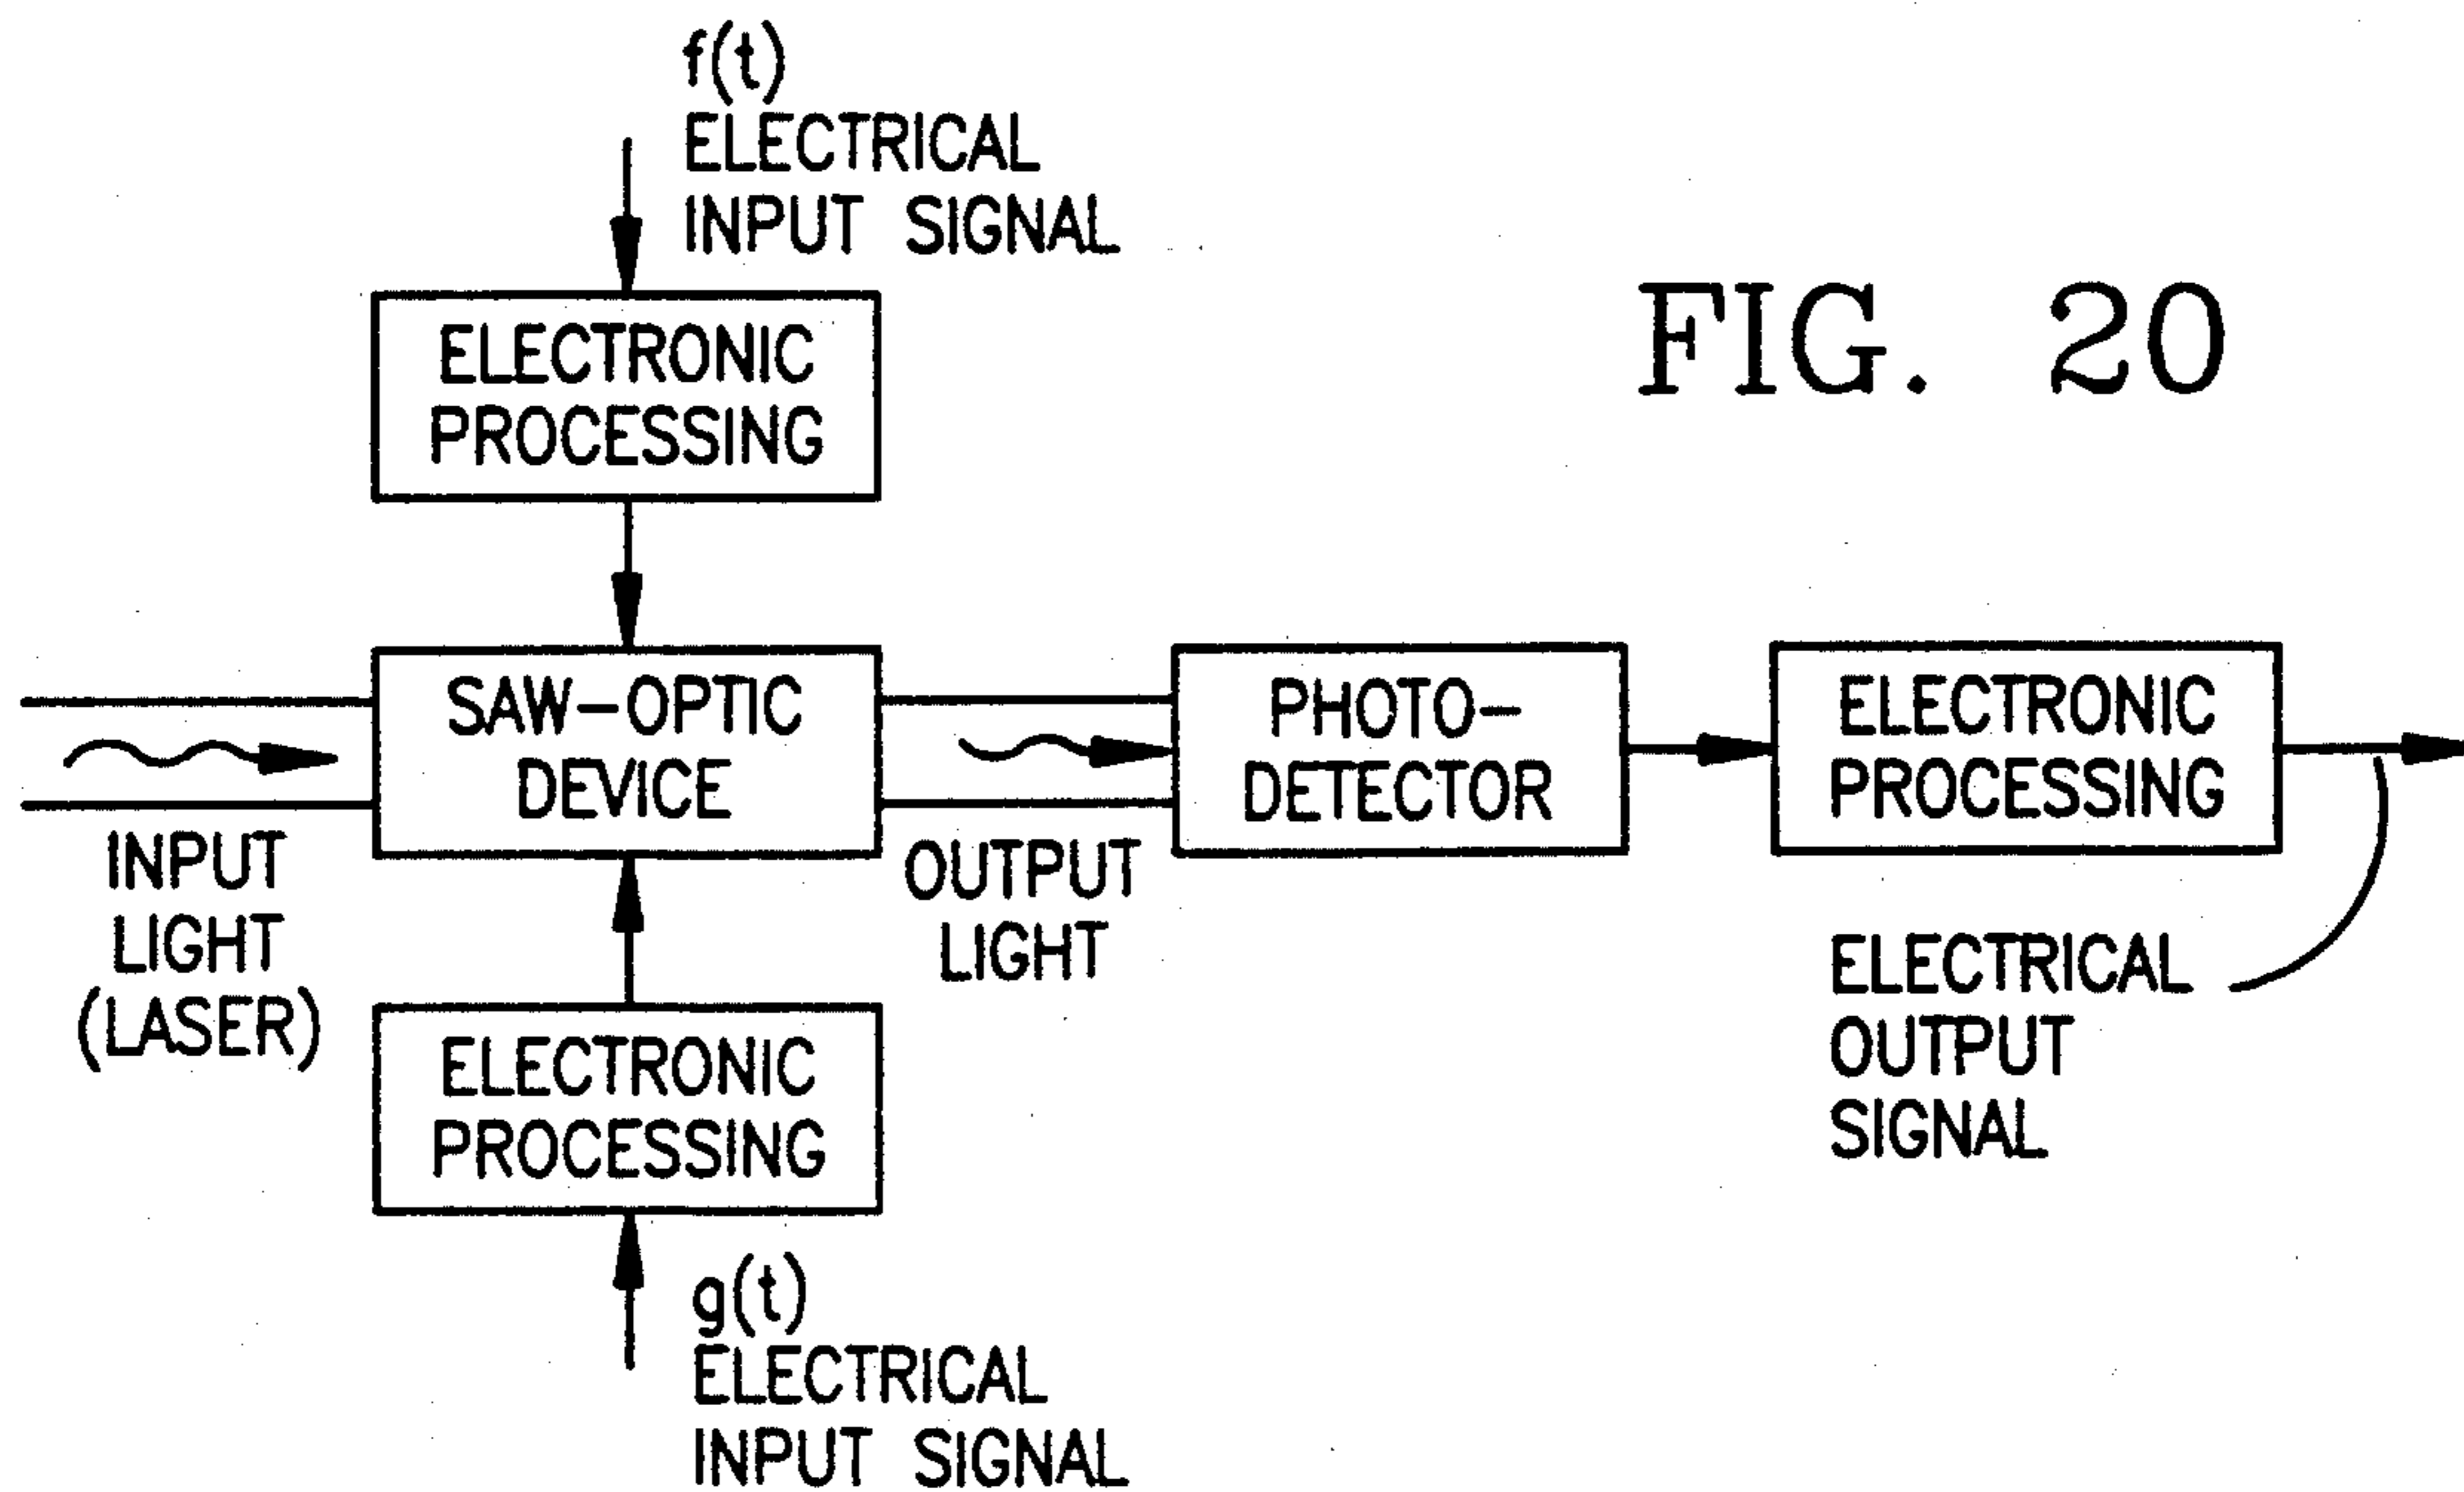 f(t)
ELECTRICAL
INPUT SIGNAL
ELECTRONIC
PROCESSING
FIG. 20
SAW-OPTIC
DEVICE
PHOTO-
DETECTOR
ELECTRONIC
PROCESSING
INPUT
LIGHT
(LASER)
OUTPUT
LIGHT
ELECTRICAL
OUTPUT
SIGNAL
ELECTRONIC
PROCESSING
g(t)
ELECTRICAL
INPUT SIGNAL